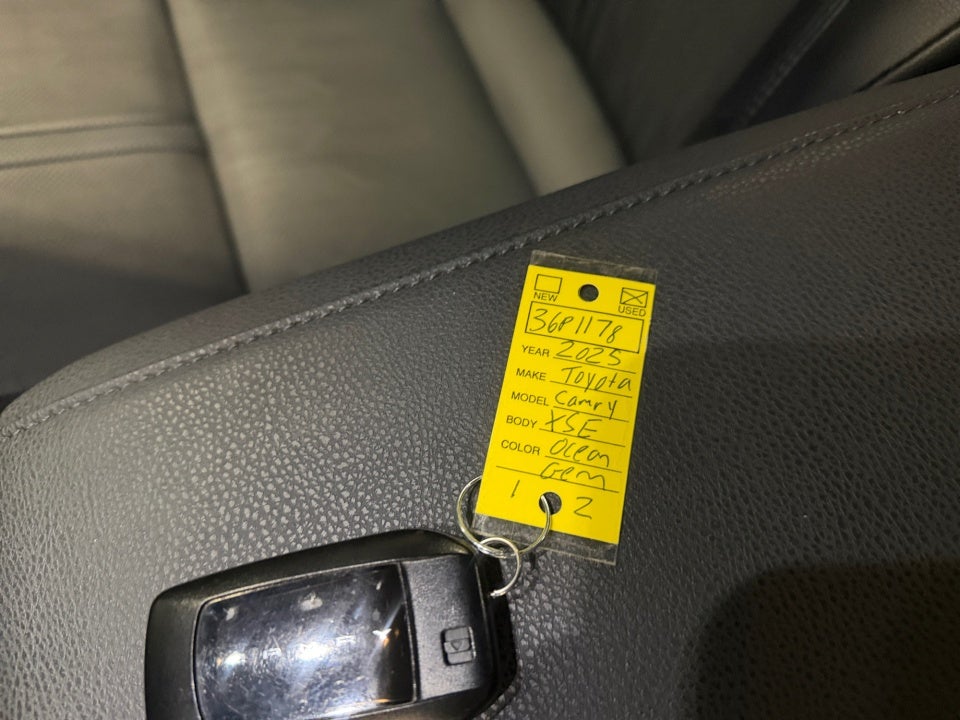 NEW USED
36P1178
YEAR 2025
MAKE Toyota
MODEL Camry
BODY XSE
COLOR Ocean
Gem
1 2